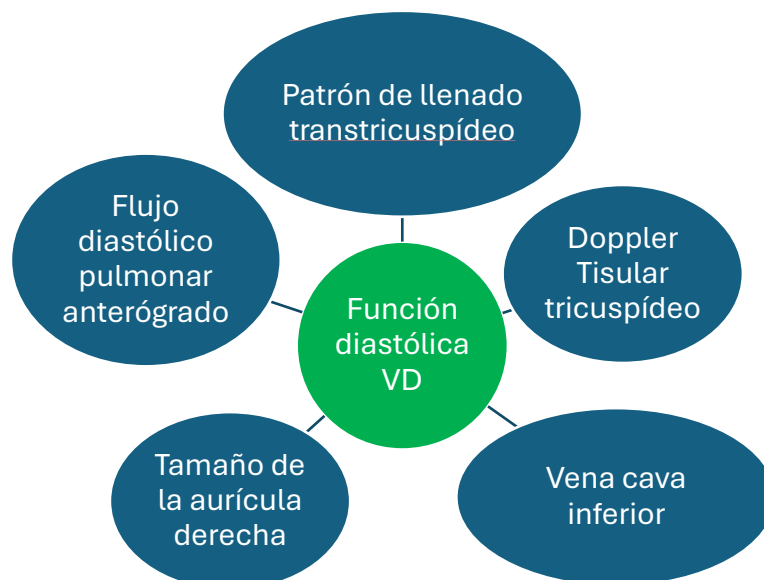 Patrón de llenado
transtricuspídeo
Flujo
diastólico
pulmonar
anterógrado
Doppler
Tisular
tricuspídeo
Función
diastólica
VD
Tamaño de
la aurícula
derecha
Vena cava
inferior